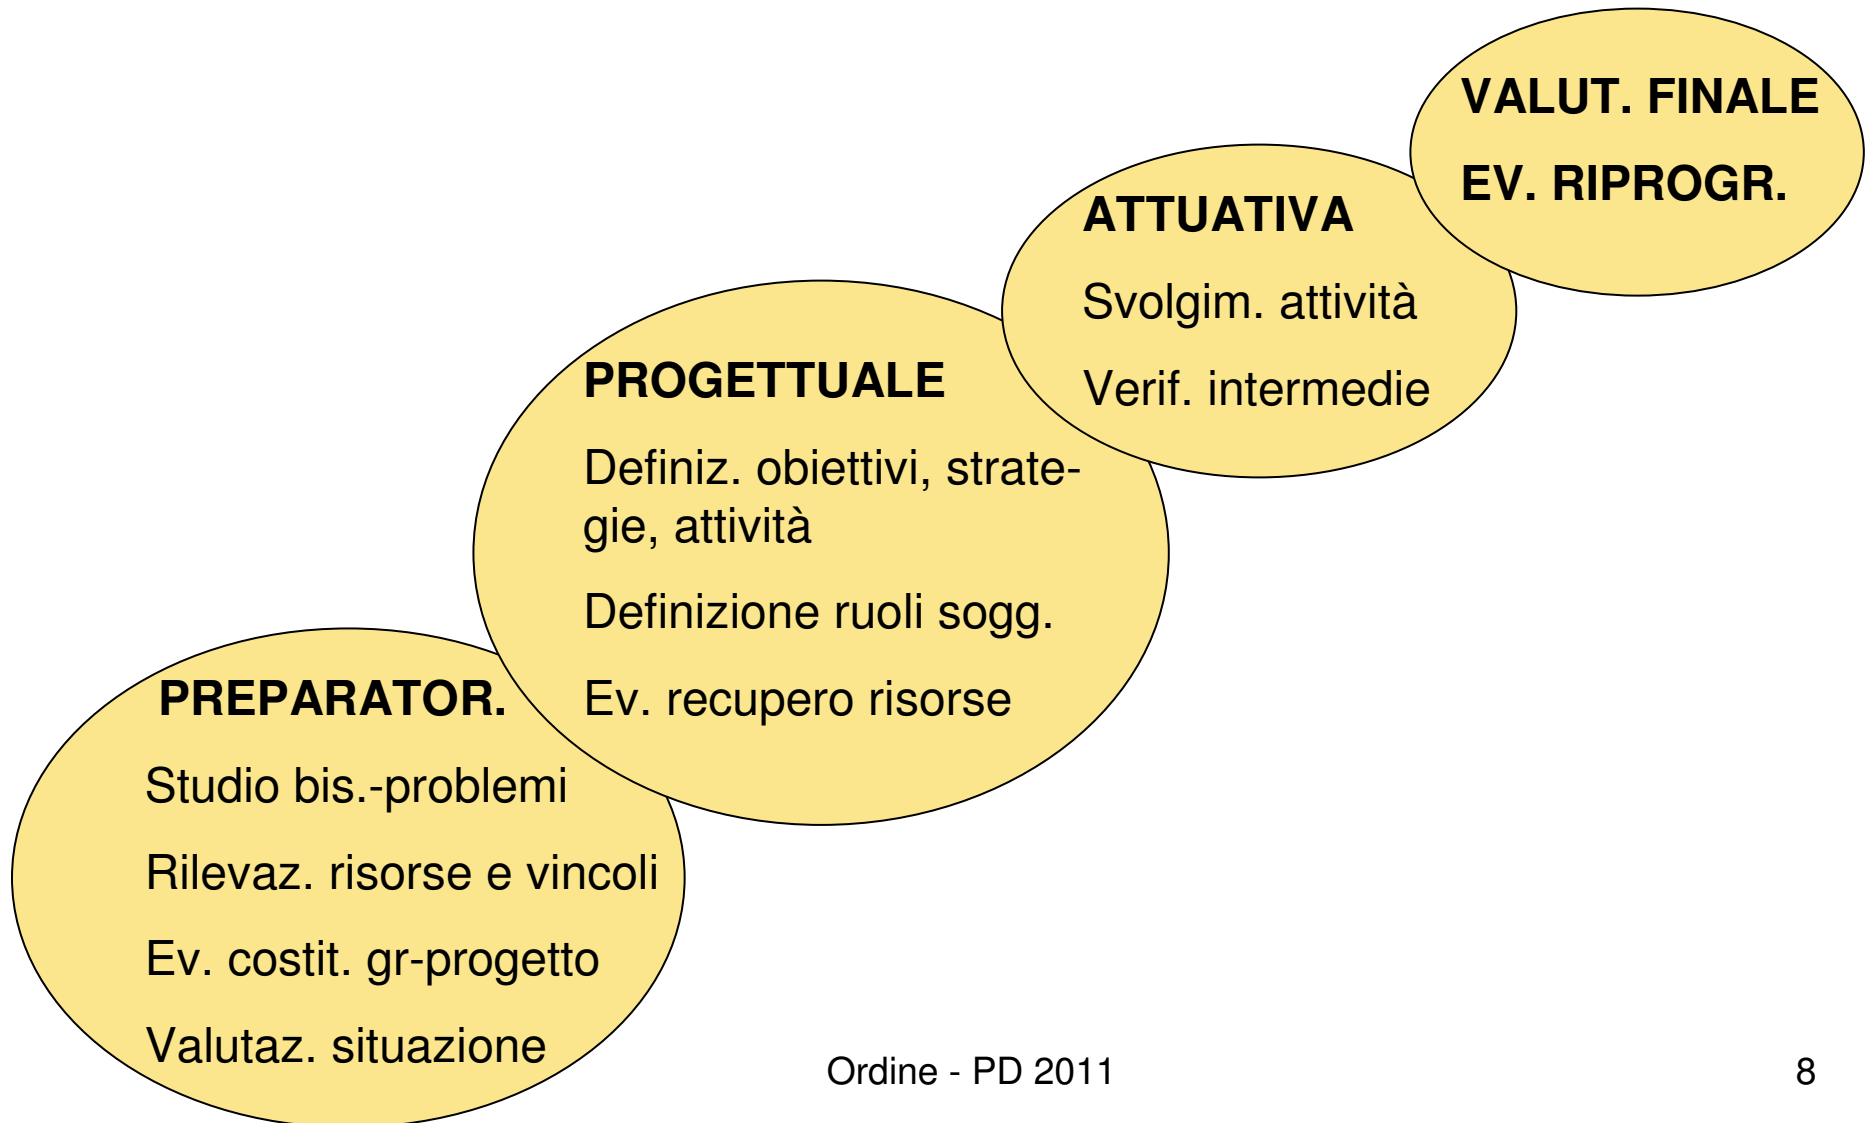 VALUT. FINALE
EV. RIPROGR.
ATTUATIVA
Svolgim. attività
Verif. intermedie
PROGETTUALE
Definiz. obiettivi, strate-
gie, attività
Definizione ruoli sogg.
Ev. recupero risorse
PREPARATOR.
Studio bis.-problemi
Rilevaz. risorse e vincoli
Ev. costit. gr-progetto
Valutaz. situazione
Ordine - PD 2011
8